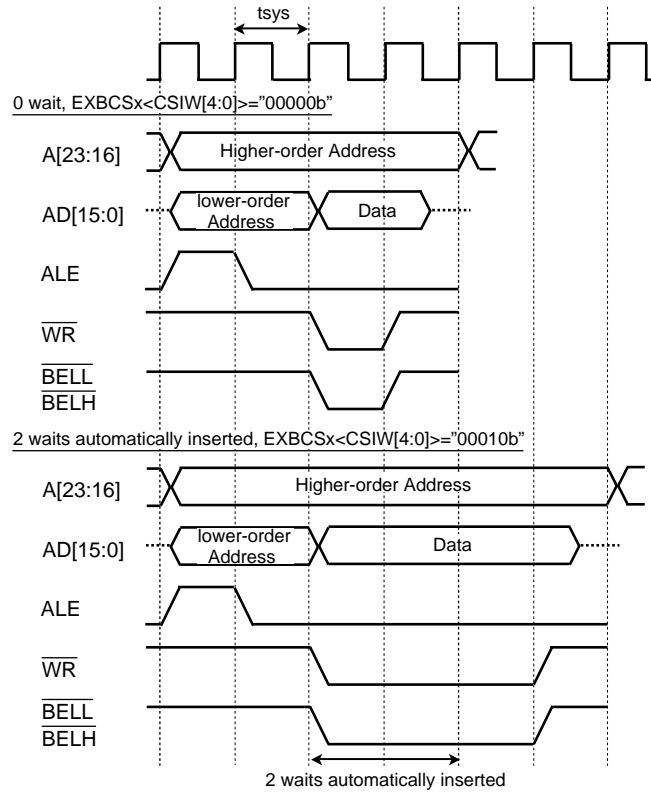 tsys
0 wait, EXBCSx<CSIW[4:0]>="00000b"
A[23:16]
Higher-order Address
AD[15:0]
lower-order
Address
Data
ALE
WR
BELL
BELH
2 waits automatically inserted, EXBCSx<CSIW[4:0]>="00010b"
A[23:16]
Higher-order Address
AD[15:0]
lower-order
Address
Data
ALE
WR
BELL
BELH
2 waits automatically inserted